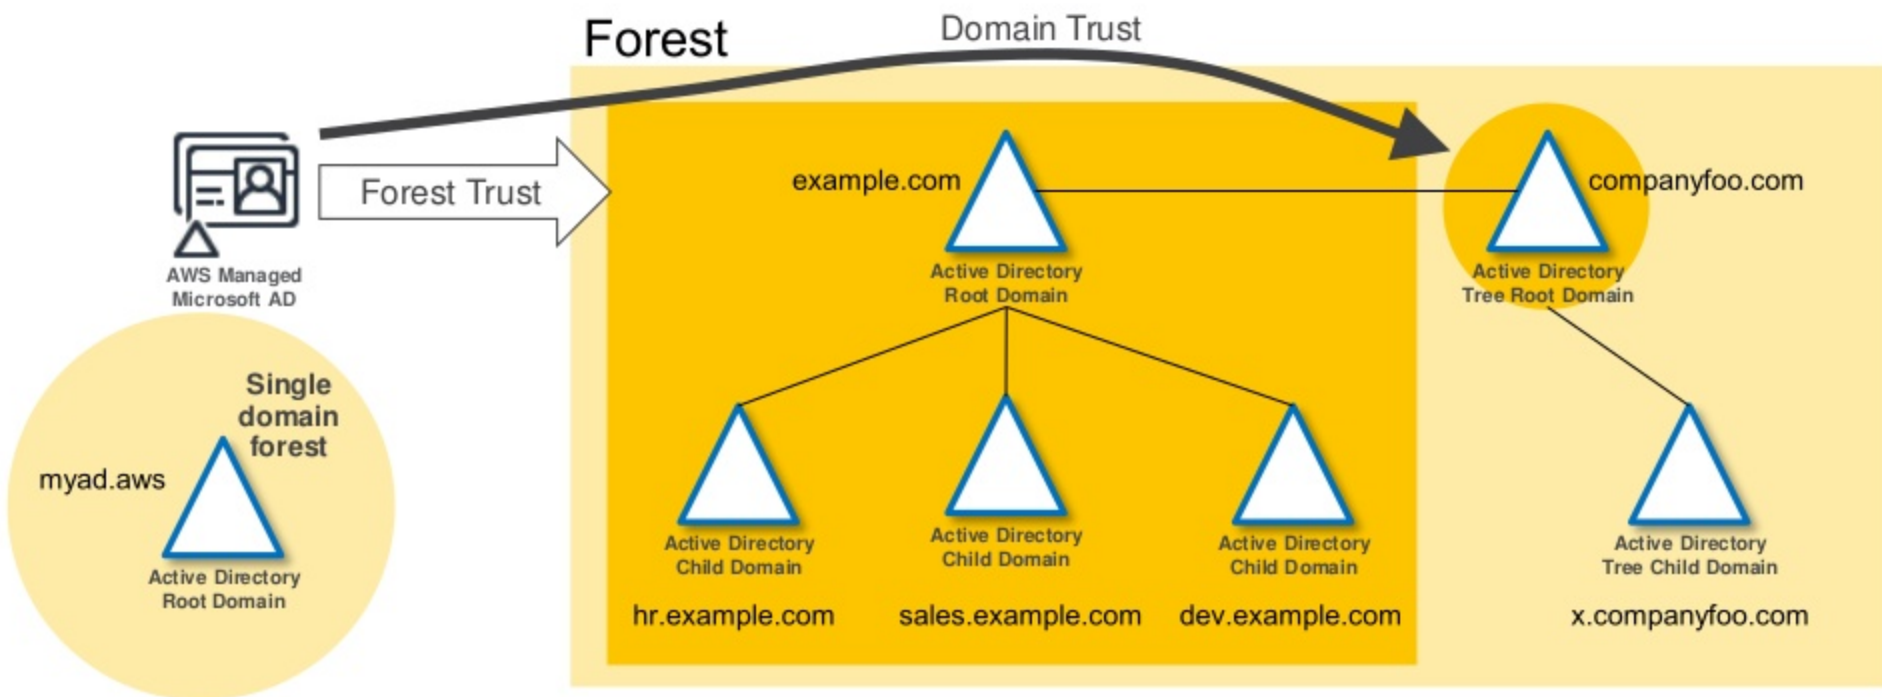 Forest
Domain Trust
Forest Trust
AWS Managed
Microsoft AD
example.com
Active Directory
Root Domain
companyfoo.com
Active Directory
Tree Root Domain
Single
domain
forest
myad.aws
Active Directory
Root Domain
Active Directory
Child Domain
hr.example.com
Active Directory
Child Domain
sales.example.com
Active Directory
Child Domain
dev.example.com
Active Directory
Tree Child Domain
x.companyfoo.com